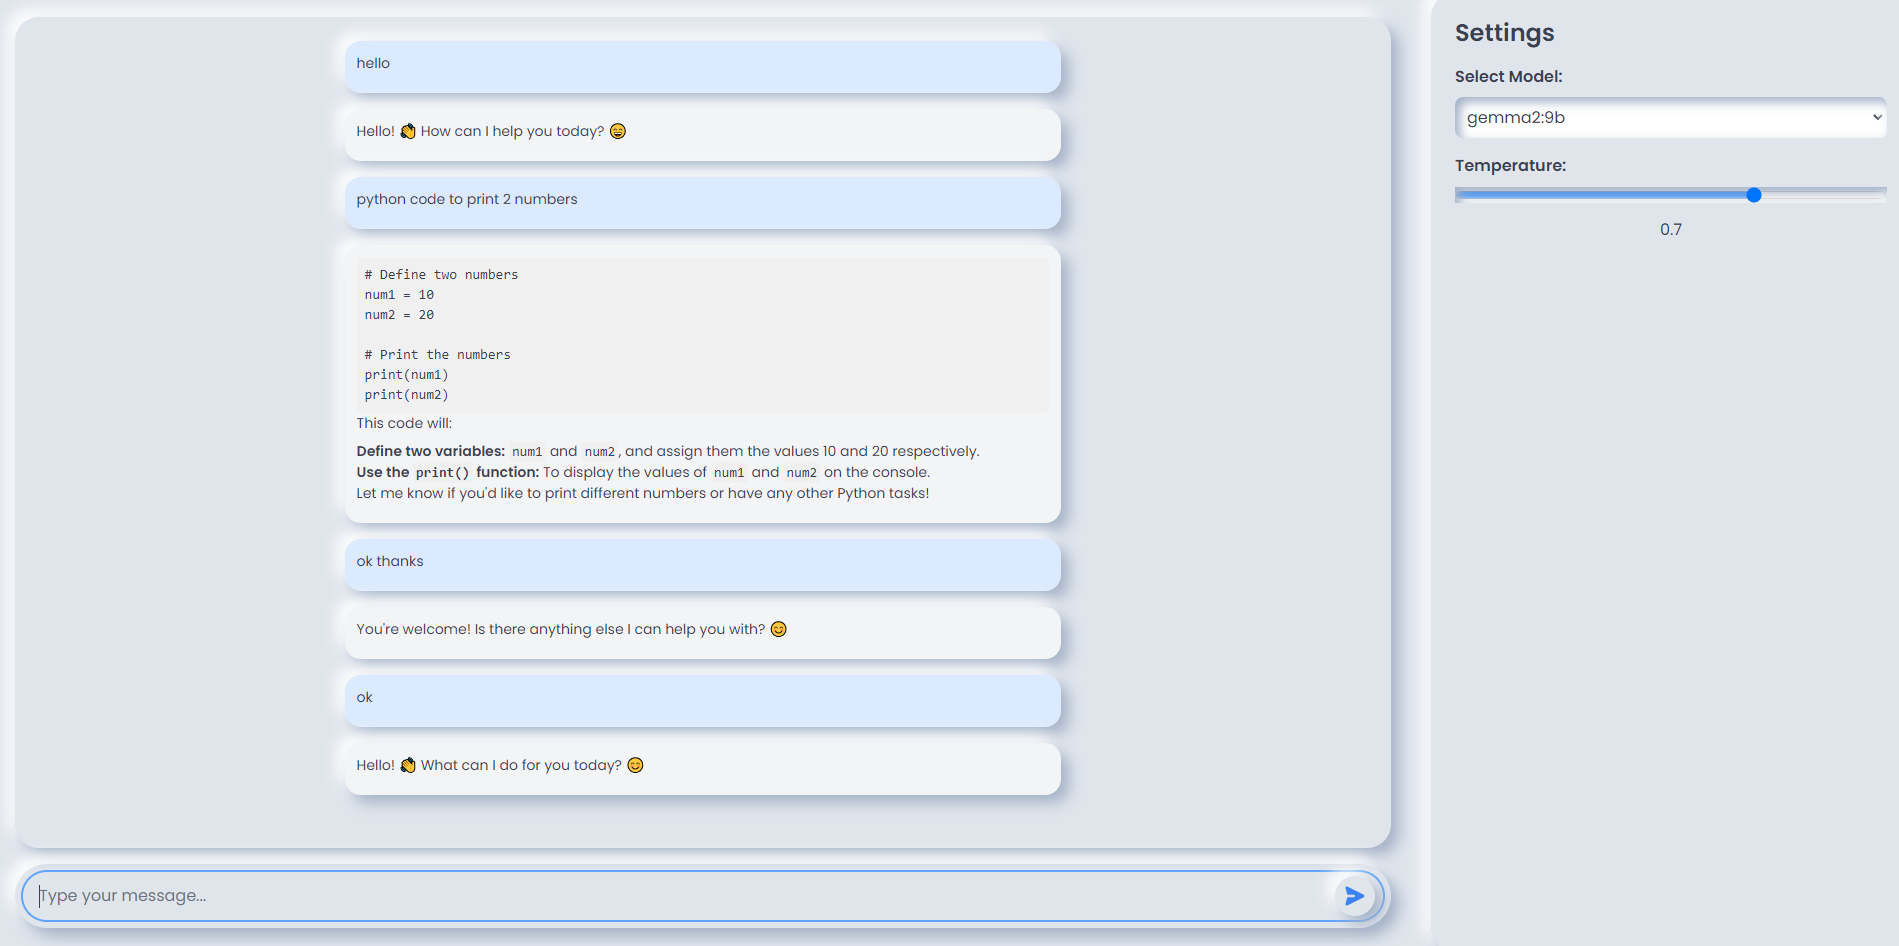 hello
Hello! 👏 How can I help you today? 😄
python code to print 2 numbers
# Define two numbers
num1 = 10
num2 = 20
# Print the numbers
print(num1)
print(num2)
This code will:
Define two variables: num1 and num2, and assign them the values 10 and 20 respectively.
Use the print() function: To display the values of num1 and num2 on the console.
Let me know if you'd like to print different numbers or have any other Python tasks!
ok thanks
You're welcome! Is there anything else I can help you with? 😊
ok
Hello! 👏 What can I do for you today? 😊
Type your message...
Settings
Select Model:
gemma2:9b
Temperature:
0.7